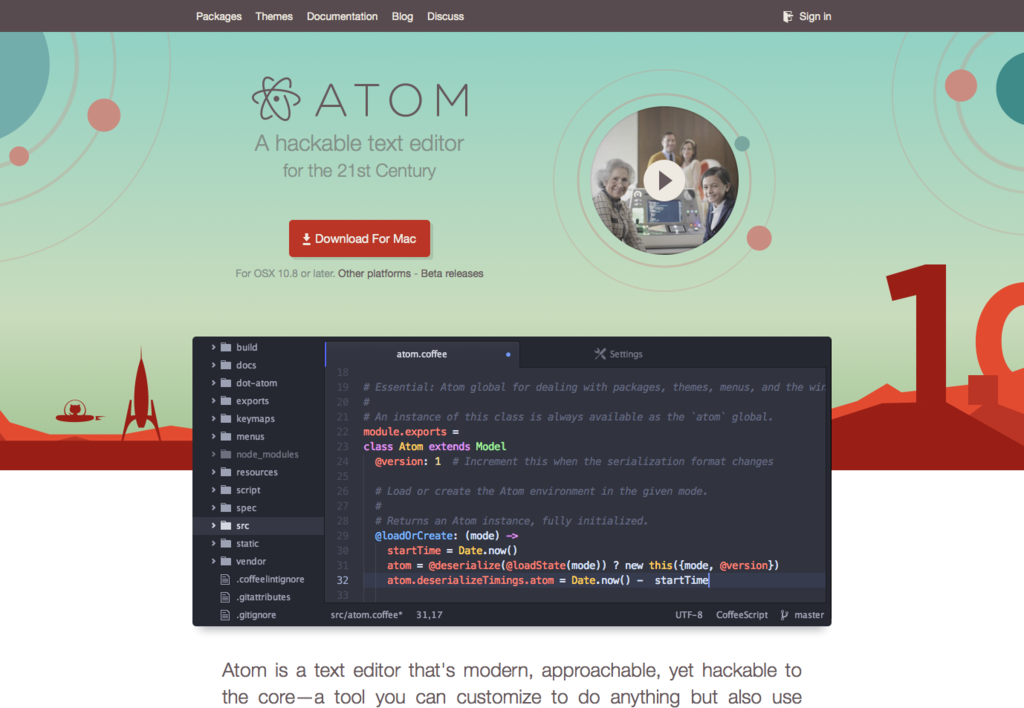 Packages Themes Documentation Blog Discuss Sign in
ATOM
A hackable text editor
for the 21st Century
Download For Mac
For OSX 10.8 or later. Other platforms - Beta releases
1.0
build
docs
dot-atom
exports
keymaps
menus
node_modules
resources
script
spec
src
static
vendor
.coffeelintignore
.gitattributes
.gitignore
atom.coffee Settings
18
19 # Essential: Atom global for dealing with packages, themes, menus, and the win
20 #
21 # An instance of this class is always available as the `atom` global.
22 module.exports =
23 class Atom extends Model
24 @version: 1 # Increment this when the serialization format changes
25
26 # Load or create the Atom environment in the given mode.
27 #
28 # Returns an Atom instance, fully initialized.
29 @loadOrCreate: (mode) ->
30 startTime = Date.now()
31 atom = @deserialize(@loadState(mode)) ? new this({mode, @version})
32 atom.deserializeTimings.atom = Date.now() - startTime
33
src/atom.coffee* 31,17 UTF-8 CoffeeScript master
Atom is a text editor that's modern, approachable, yet hackable to
the core—a tool you can customize to do anything but also use